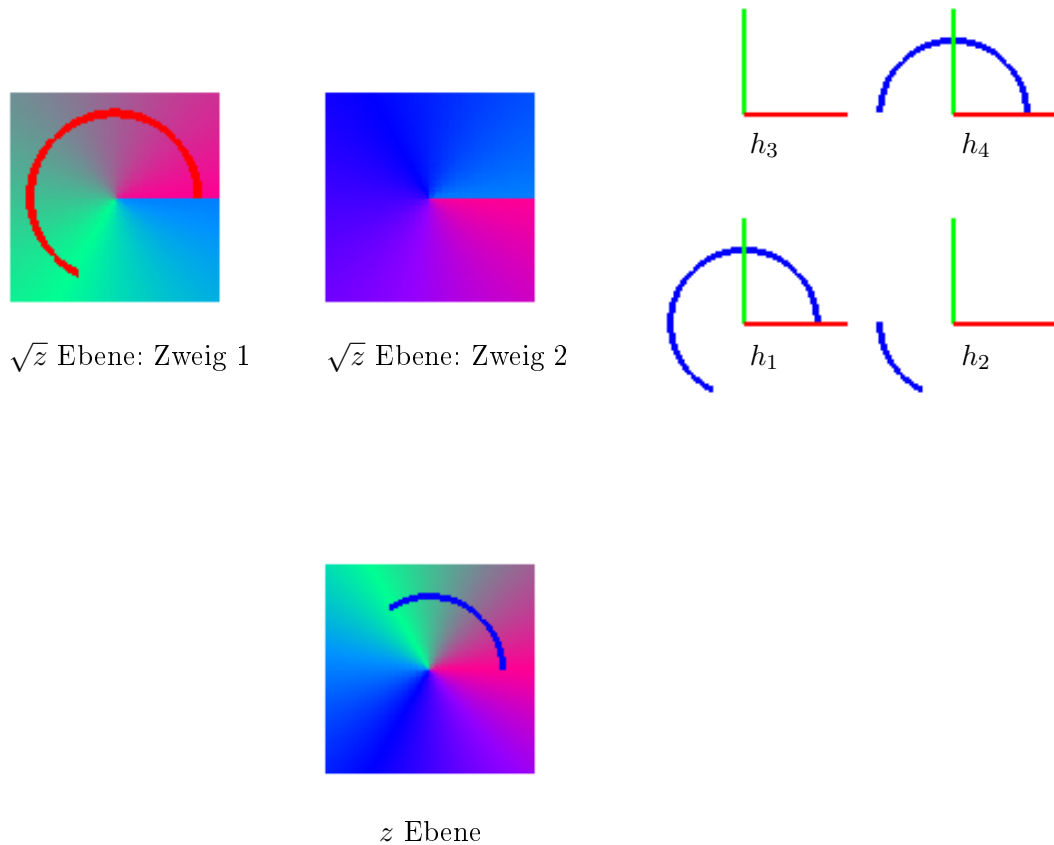 h₃
h₄
√z Ebene: Zweig 1
√z Ebene: Zweig 2
h₁
h₂
z Ebene